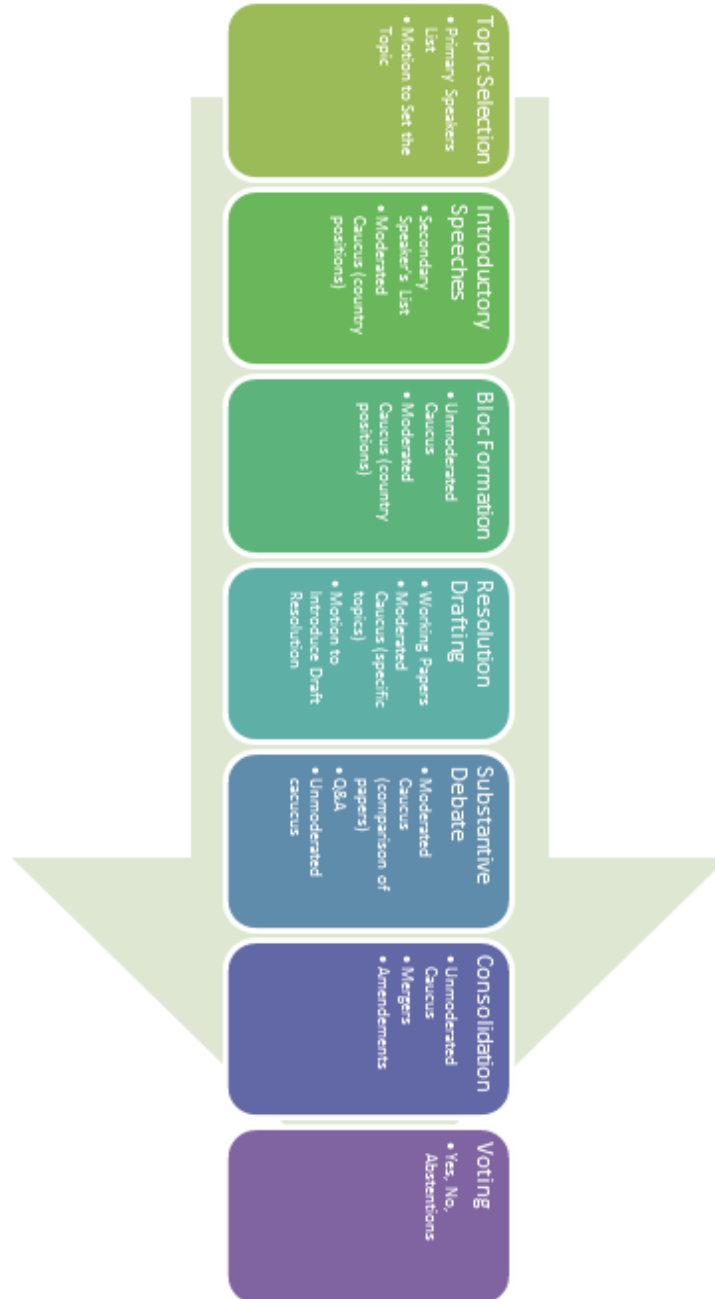 Topic Selection
• Primary Speakers
List
• Motion to Set the
Topic
Introductory
Speeches
• Secondary
Speaker's List
• Moderated
Caucus (country
positions)
Bloc Formation
• Unmoderated
Caucus
• Moderated
Caucus (country
positions)
Resolution
Drafting
• Working Papers
• Moderated
Caucus (specific
topics)
• Motion to
Introduce Draft
Resolution
Substantive
Debate
• Moderated
Caucus
(comparison of
papers)
• Q&A
• Unmoderated
cacucus
Consolidation
• Unmoderated
Caucus
• Mergers
• Amendements
Voting
• Yes, No,
Abstentions